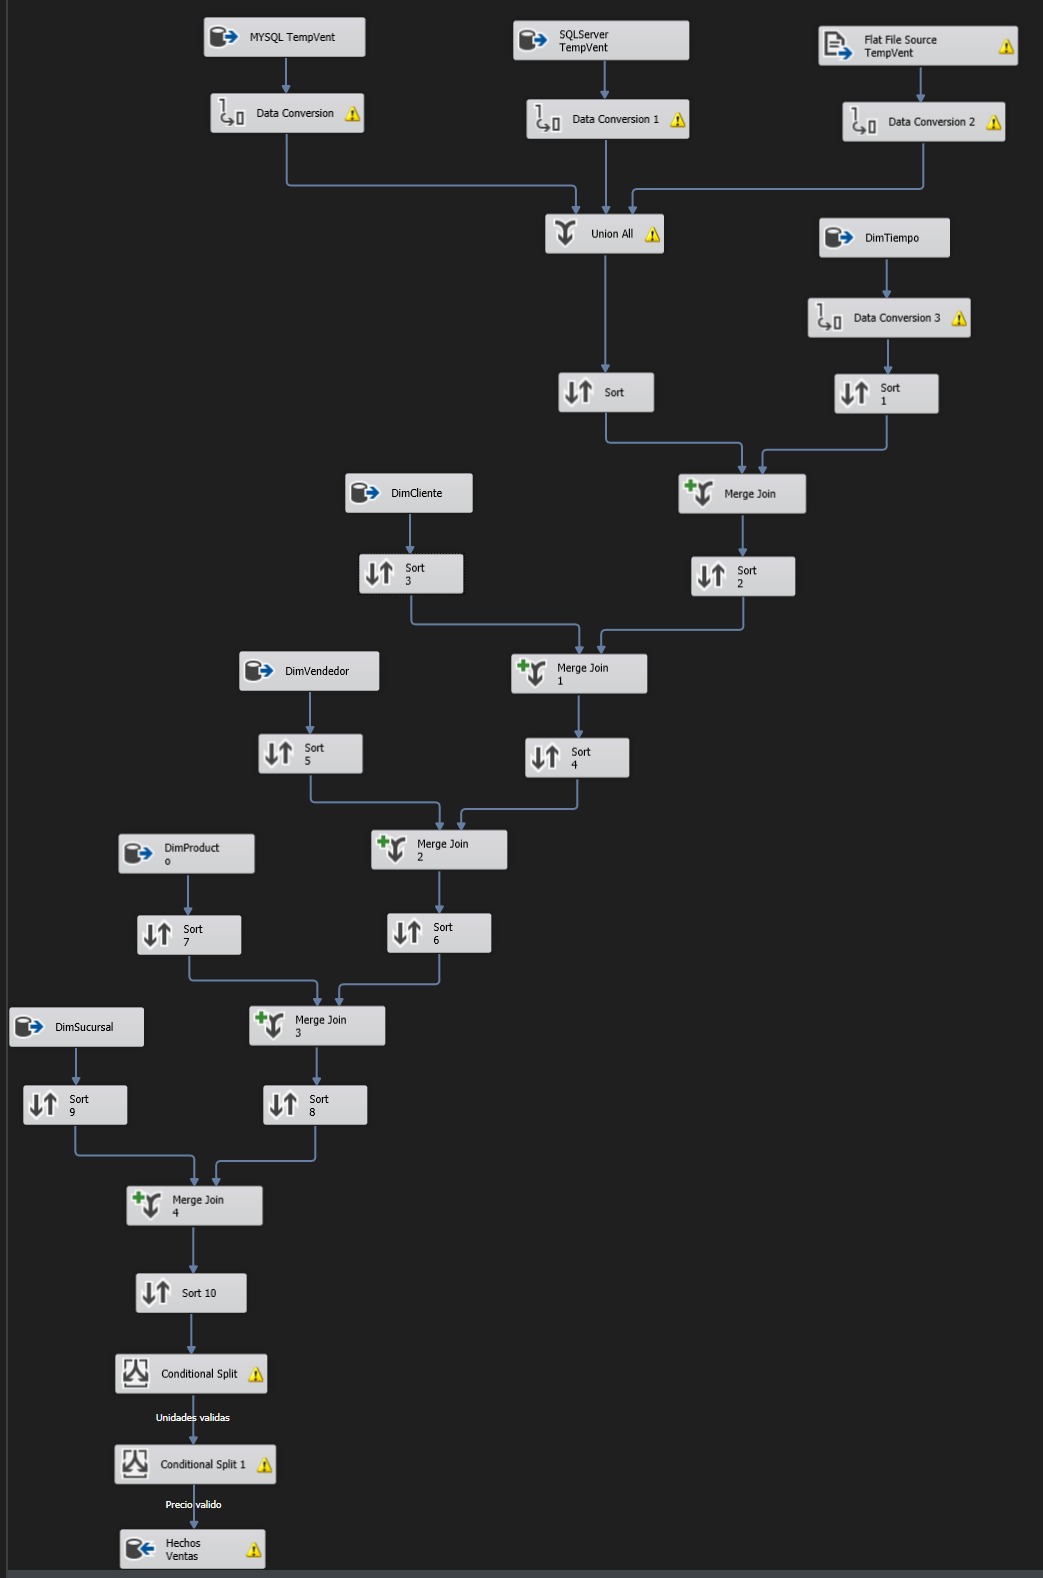 MYSQL TempVent
SQLServer
TempVent
Flat File Source
TempVent
Data Conversion
Data Conversion 1
Data Conversion 2
Union All
DimTiempo
Data Conversion 3
Sort
Sort
1
DimCliente
Merge Join
Sort
3
Sort
2
DimVendedor
Merge Join
1
Sort
5
Sort
4
DimProduct
o
Merge Join
2
Sort
7
Sort
6
DimSucursal
Merge Join
3
Sort
9
Sort
8
Merge Join
4
Sort 10
Conditional Split
Unidades validas
Conditional Split 1
Precio valido
Hechos
Ventas